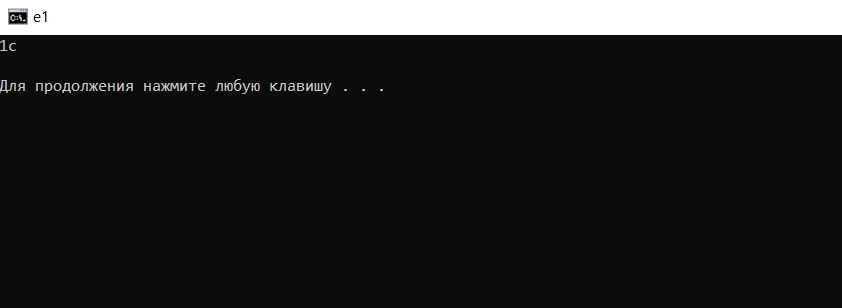 e1
1c
Для продолжения нажмите любую клавишу . . .